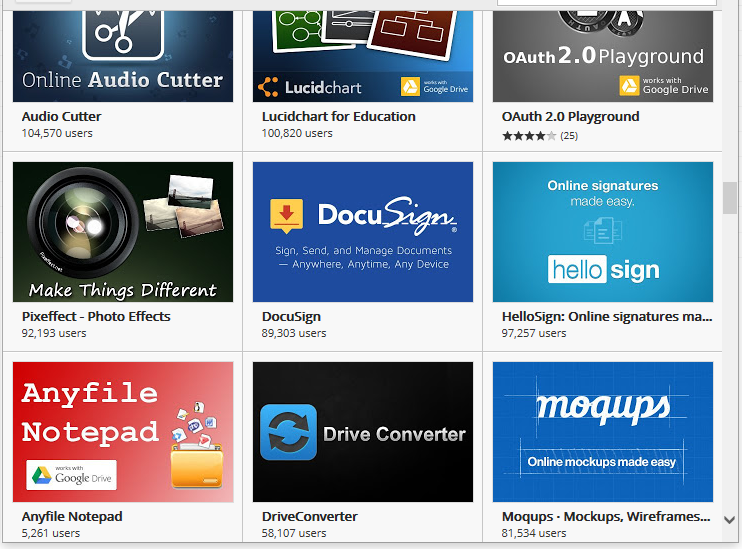 Online Audio Cutter
Audio Cutter
104,570 users
Lucidchart
works with
Google Drive
Lucidchart for Education
100,820 users
OAuth 2.0 Playground
works with
Google Drive
OAuth 2.0 Playground
(25)
Pixeffect.net
Make Things Different
Pixeffect - Photo Effects
92,193 users
DocuSign®
Sign, Send, and Manage Documents
— Anywhere, Anytime, Any Device
DocuSign
89,303 users
Online signatures
made easy.
hello sign
HelloSign: Online signatures ma...
97,257 users
Anyfile
Notepad
works with
Google Drive
Anyfile Notepad
5,261 users
Drive Converter
DriveConverter
58,107 users
moqups
Online mockups made easy
Moqups · Mockups, Wireframes...
81,534 users